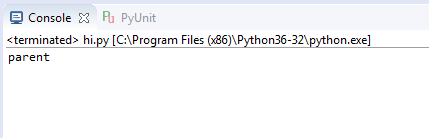 Console PyUnit
<terminated> hi.py [C:\Program Files (x86)\Python36-32\python.exe]
parent